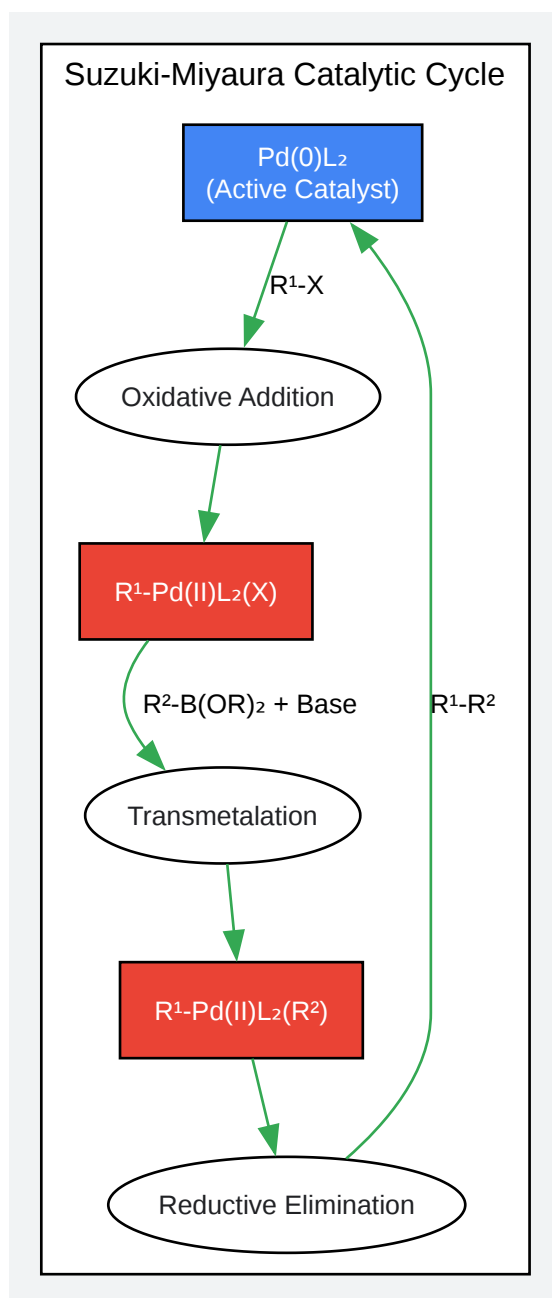 Suzuki-Miyaura Catalytic Cycle
Pd(0)L₂
(Active Catalyst)
R¹-X
Oxidative Addition
R¹-Pd(II)L₂(X)
R²-B(OR)₂ + Base
R¹-R²
Transmetalation
R¹-Pd(II)L₂(R²)
Reductive Elimination